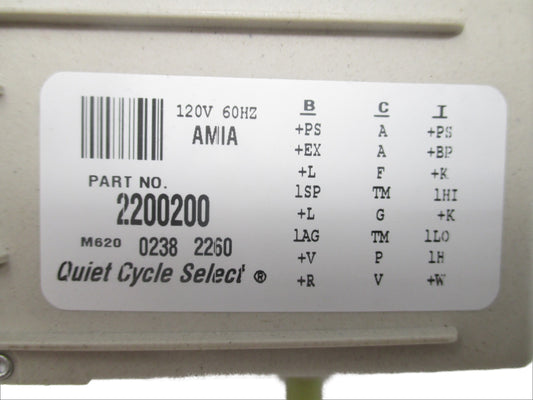 120V 60HZ
AMIA
PART NO.
2200200
M620 0238 2260
Quiet Cycle Select ®
B C I
+PS A +PS
+EX A +BP
+L F +K
1SP TM 1HI
+L G +K
1AG TM 1LO
+V P 1H
+R V +W